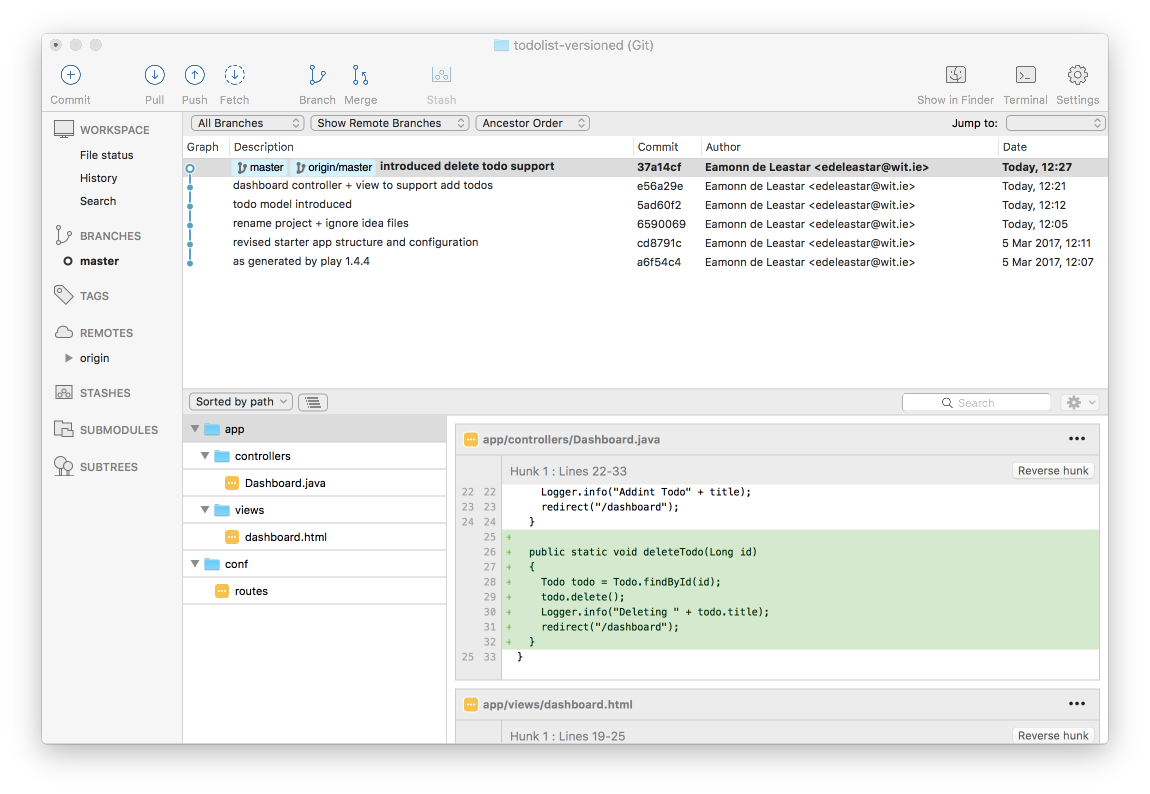 todolist-versioned (Git)
Commit Pull Push Fetch Branch Merge Stash Show in Finder Terminal Settings
All Branches Show Remote Branches Ancestor Order Jump to:
Graph Description Commit Author Date
master origin/master introduced delete todo support 37a14cf Eamonn de Leastar <edeleastar@wit.ie> Today, 12:27
dashboard controller + view to support add todos e56a29e Eamonn de Leastar <edeleastar@wit.ie> Today, 12:21
todo model introduced 5ad60f2 Eamonn de Leastar <edeleastar@wit.ie> Today, 12:12
rename project + ignore idea files 6590069 Eamonn de Leastar <edeleastar@wit.ie> Today, 12:05
revised starter app structure and configuration cd8791c Eamonn de Leastar <edeleastar@wit.ie> 5 Mar 2017, 12:11
as generated by play 1.4.4 a6f54c4 Eamonn de Leastar <edeleastar@wit.ie> 5 Mar 2017, 12:07
WORKSPACE
File status
History
Search
BRANCHES
master
TAGS
REMOTES
origin
STASHES
SUBMODULES
SUBTREES
Sorted by path Search
app
controllers
Dashboard.java
views
dashboard.html
conf
routes
app/controllers/Dashboard.java
Hunk 1 : Lines 22-33 Reverse hunk
22 22 Logger.info("Addint Todo" + title);
23 23 redirect("/dashboard");
24 24 }
25 +
26 + public static void deleteTodo(Long id)
27 + {
28 + Todo todo = Todo.findById(id);
29 + todo.delete();
30 + Logger.info("Deleting " + todo.title);
31 + redirect("/dashboard");
32 + }
25 33 }
app/views/dashboard.html
Hunk 1 : Lines 19-25 Reverse hunk